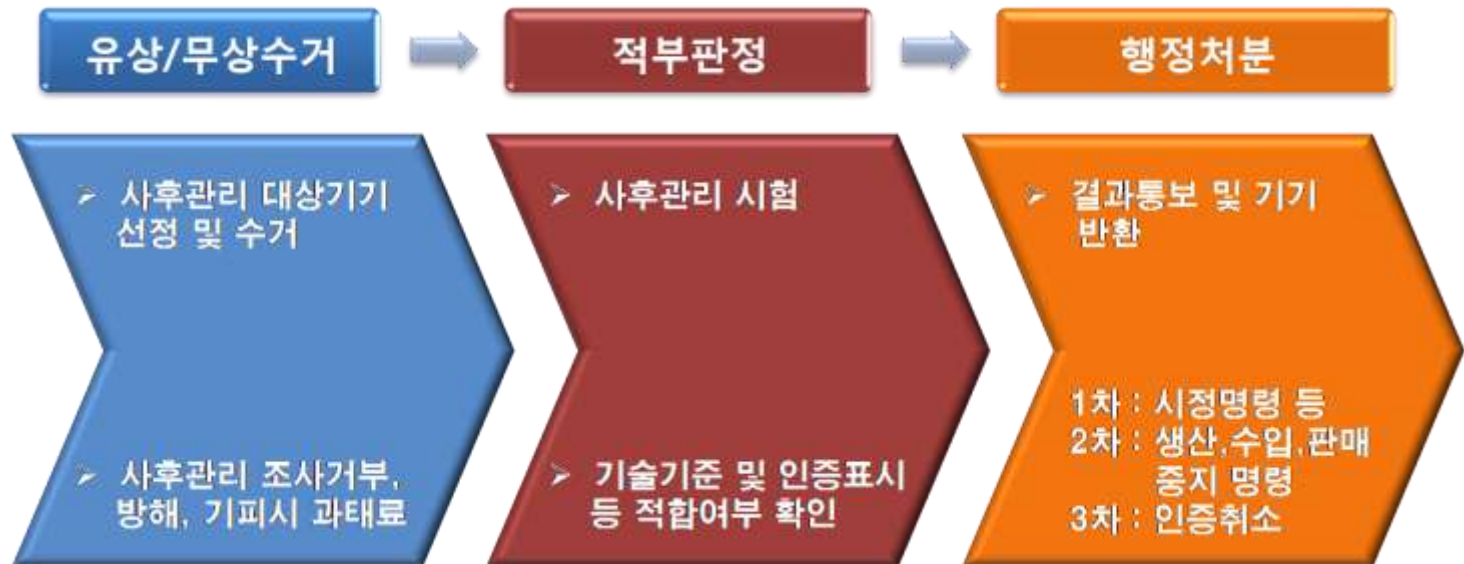 유상/무상수거
적부판정
행정처분
➢ 사후관리 대상기기
선정 및 수거
➢ 사후관리 조사거부,
방해, 기피시 과태료
➢ 사후관리 시험
➢ 기술기준 및 인증표시
등 적합여부 확인
➢ 결과통보 및 기기
반환
1차 : 시정명령 등
2차 : 생산,수입,판매
중지 명령
3차 : 인증취소